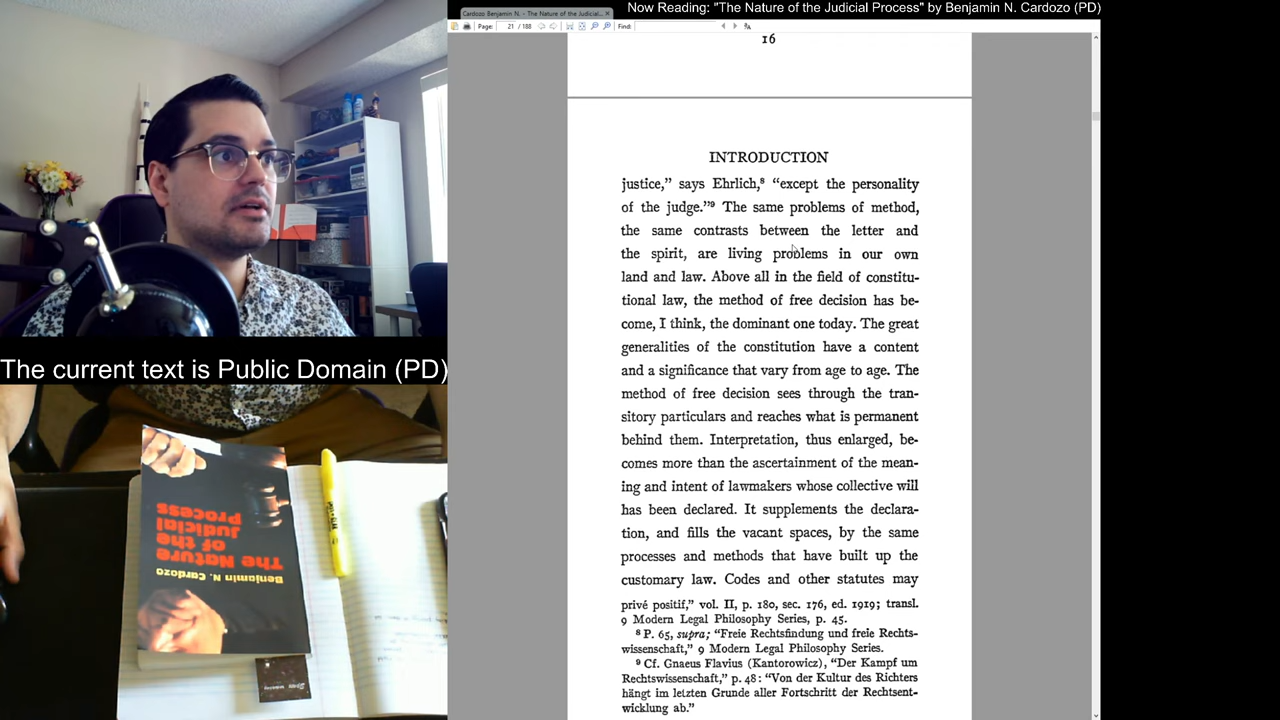 Now Reading: "The Nature of the Judicial Process" by Benjamin N. Cardozo (PD)
Cardozo Benjamin N. - The Nature of the Judicial...
Page: 21 / 188 Find:
16
INTRODUCTION
justice,” says Ehrlich,⁸ “except the personality
of the judge.”⁹ The same problems of method,
the same contrasts between the letter and
the spirit, are living problems in our own
land and law. Above all in the field of constitu-
tional law, the method of free decision has be-
come, I think, the dominant one today. The great
generalities of the constitution have a content
and a significance that vary from age to age. The
method of free decision sees through the tran-
sitory particulars and reaches what is permanent
behind them. Interpretation, thus enlarged, be-
comes more than the ascertainment of the mean-
ing and intent of lawmakers whose collective will
has been declared. It supplements the declara-
tion, and fills the vacant spaces, by the same
processes and methods that have built up the
customary law. Codes and other statutes may
privé positif,” vol. II, p. 180, sec. 176, ed. 1919; transl.
9 Modern Legal Philosophy Series, p. 45.
⁸ P. 65, supra; “Freie Rechtsfindung und freie Rechts-
wissenschaft,” 9 Modern Legal Philosophy Series.
⁹ Cf. Gnaeus Flavius (Kantorowicz), “Der Kampf um
Rechtswissenschaft,” p. 48: “Von der Kultur des Richters
hängt im letzten Grunde aller Fortschritt der Rechtsent-
wicklung ab.”
The current text is Public Domain (PD)
Benjamin N. Cardozo
The Nature
of the
Judicial
Process